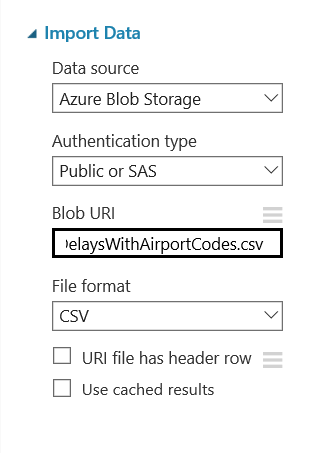 Import Data
Data source
Azure Blob Storage
Authentication type
Public or SAS
Blob URI
elaysWithAirportCodes.csv
File format
CSV
URI file has header row
Use cached results